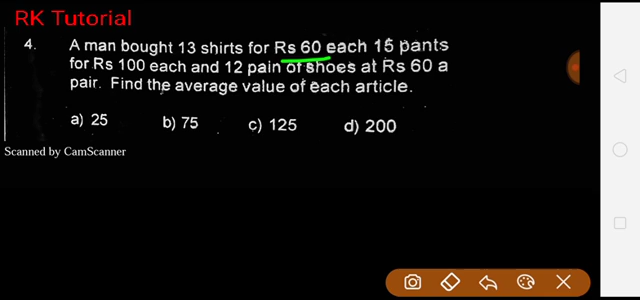 RK Tutorial
4. A man bought 13 shirts for Rs 60 each 15 pants
for Rs 100 each and 12 pain of shoes at Rs 60 a
pair. Find the average value of each article.
a) 25 b) 75 c) 125 d) 200
Scanned by CamScanner